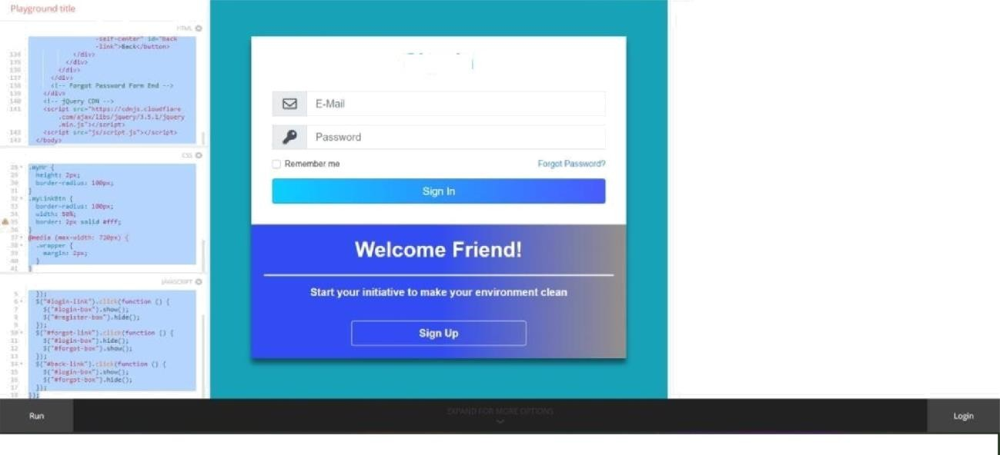 Playground title
HTML
-self-center" id="back
-link">Back</button>
134 </div>
135 </div>
136 </div>
137 </div>
138 <!-- Forgot Password Form End -->
139 </div>
140 <!-- jQuery CDN -->
141 <script src="https://cdnjs.cloudflare
.com/ajax/libs/jquery/3.5.1/jquery
.min.js"></script>
142 <script src="js/script.js"></script>
143 </body>
CSS
28 .myHr {
29 height: 2px;
30 border-radius: 100px;
31 }
32 .myLinkBtn {
33 border-radius: 100px;
34 width: 50%;
35 border: 2px solid #fff;
36 }
37 @media (max-width: 720px) {
38 .wrapper {
39 margin: 2px;
40 }
41 }
JAVASCRIPT
5 });
6 $("#login-link").click(function () {
7 $("#login-box").show();
8 $("#register-box").hide();
9 });
10 $("#forgot-link").click(function () {
11 $("#login-box").hide();
12 $("#forgot-box").show();
13 });
14 $("#back-link").click(function () {
15 $("#login-box").show();
16 $("#forgot-box").hide();
17 });
18 });
E-Mail
Password
Remember me
Forgot Password?
Sign In
Welcome Friend!
Start your initiative to make your environment clean
Sign Up
Run
EXPAND FOR MORE OPTIONS
Login